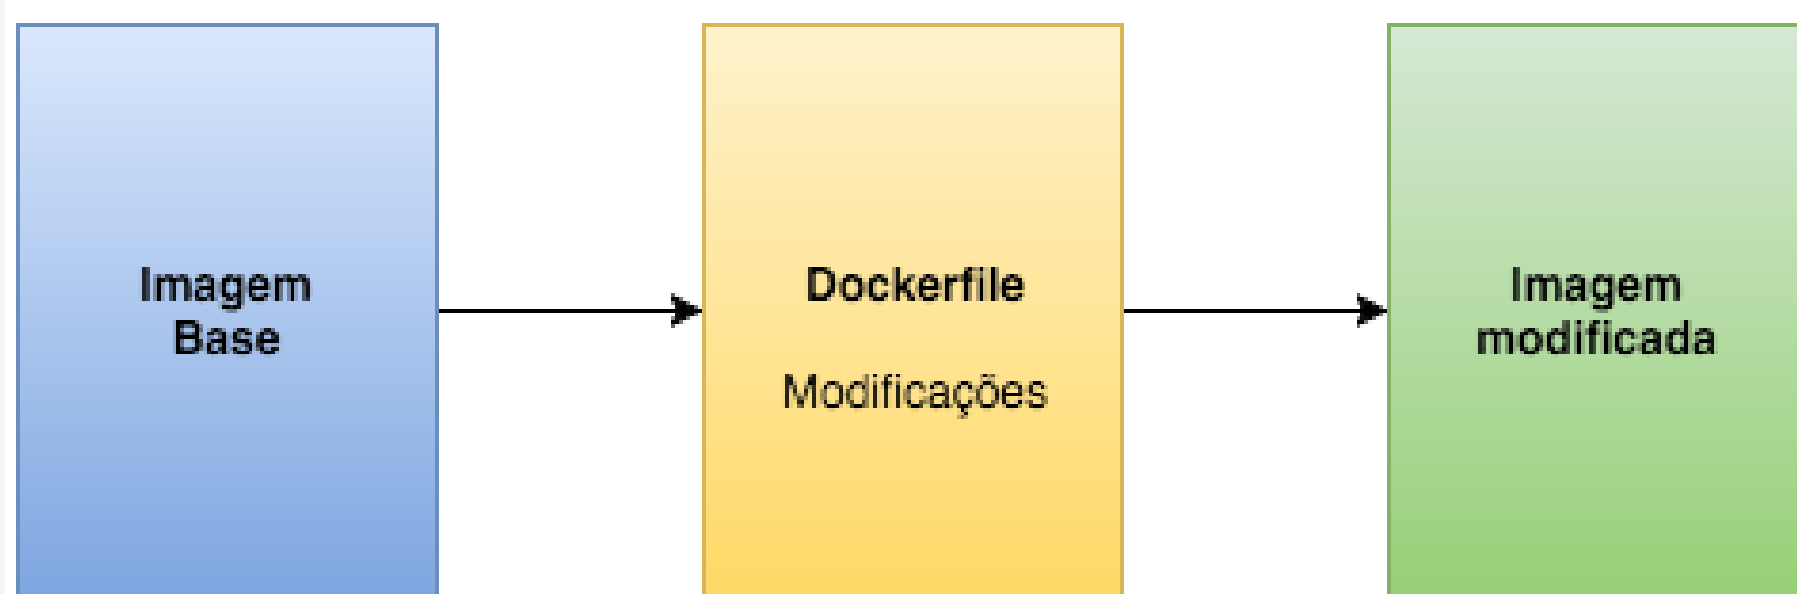 Imagem
Base
Dockerfile
Modificações
Imagem
modificada